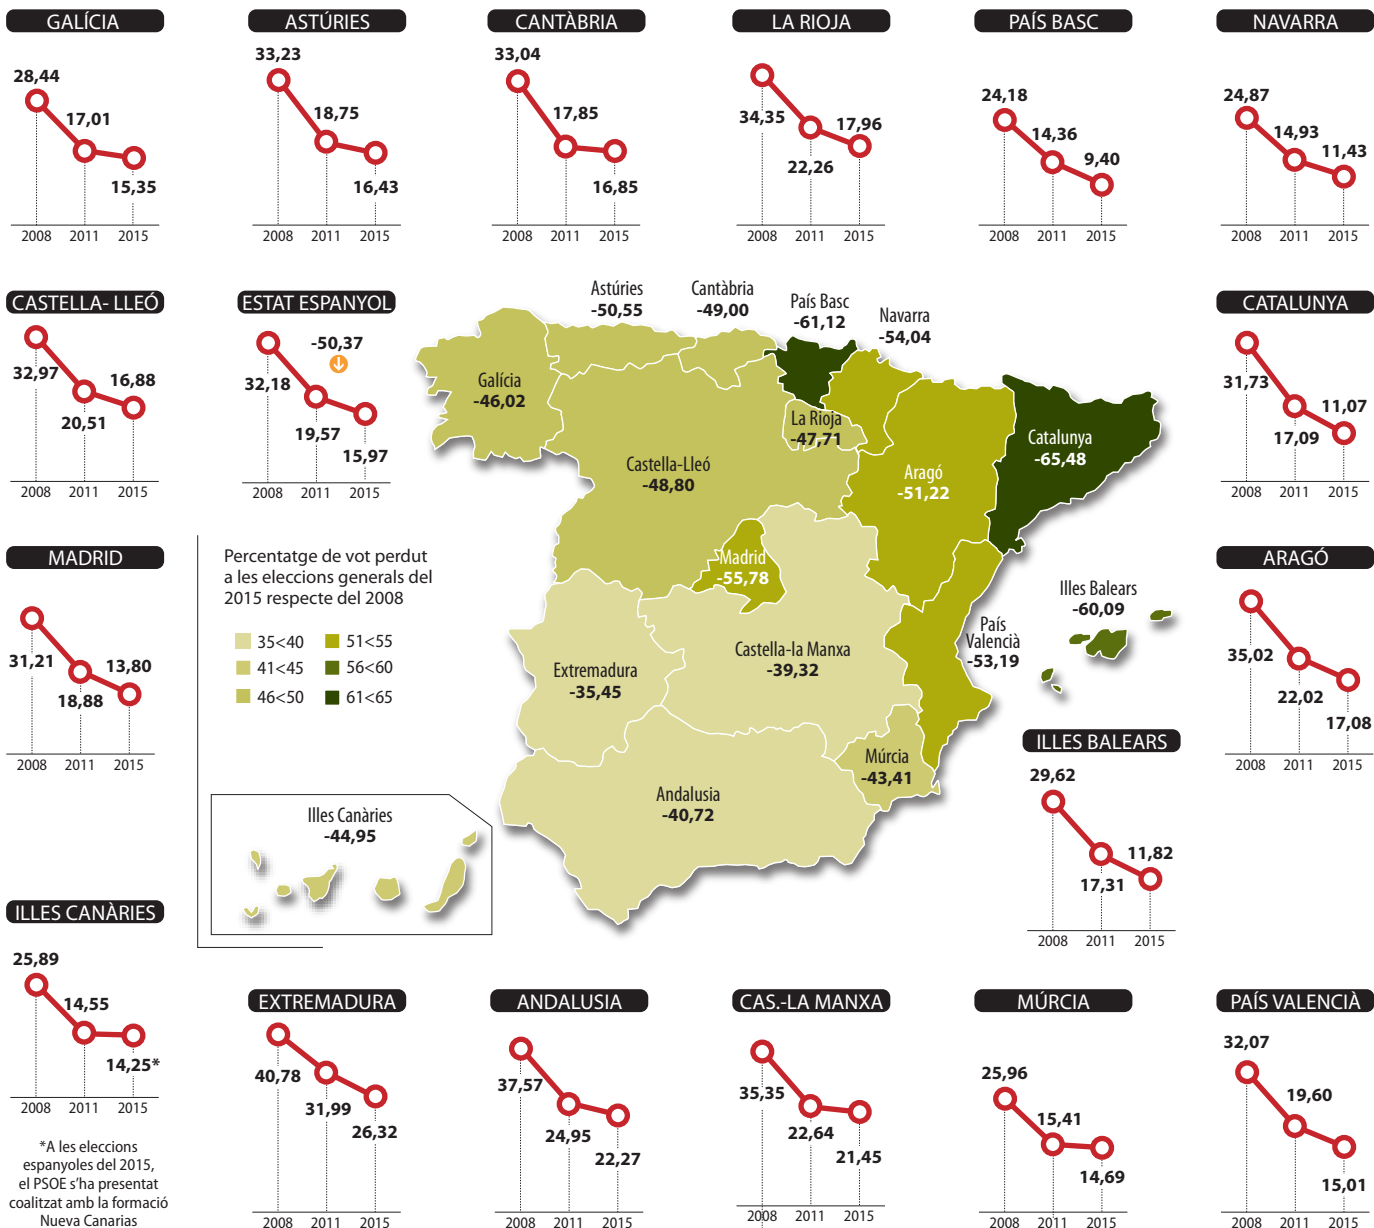 GALÍCIA
28,44
17,01
15,35
2008 2011 2015
ASTÚRIES
33,23
18,75
16,43
2008 2011 2015
CANTÀBRIA
33,04
17,85
16,85
2008 2011 2015
LA RIOJA
34,35
22,26
17,96
2008 2011 2015
PAÍS BASC
24,18
14,36
9,40
2008 2011 2015
NAVARRA
24,87
14,93
11,43
2008 2011 2015
CASTELLA- LLEÓ
32,97
20,51
16,88
2008 2011 2015
ESTAT ESPANYOL
-50,37
32,18
19,57
15,97
2008 2011 2015
Astúries
-50,55
Cantàbria
-49,00
País Basc
-61,12
Navarra
-54,04
Galícia
-46,02
La Rioja
-47,71
Catalunya
-65,48
Castella-Lleó
-48,80
Aragó
-51,22
Madrid
-55,78
Illes Balears
-60,09
País
Valencià
-53,19
Castella-la Manxa
-39,32
Extremadura
-35,45
Múrcia
-43,41
Andalusia
-40,72
Illes Canàries
-44,95
CATALUNYA
31,73
17,09
11,07
2008 2011 2015
MADRID
31,21
18,88
13,80
2008 2011 2015
Percentatge de vot perdut
a les eleccions generals del
2015 respecte del 2008
35<40 51<55
41<45 56<60
46<50 61<65
ARAGÓ
35,02
22,02
17,08
2008 2011 2015
ILLES BALEARS
29,62
17,31
11,82
2008 2011 2015
ILLES CANÀRIES
25,89
14,55
14,25*
2008 2011 2015
*A les eleccions
espanyoles del 2015,
el PSOE s'ha presentat
coalitzat amb la formació
Nueva Canarias
EXTREMADURA
40,78
31,99
26,32
2008 2011 2015
ANDALUSIA
37,57
24,95
22,27
2008 2011 2015
CAS.-LA MANXA
35,35
22,64
21,45
2008 2011 2015
MÚRCIA
25,96
15,41
14,69
2008 2011 2015
PAÍS VALENCIÀ
32,07
19,60
15,01
2008 2011 2015